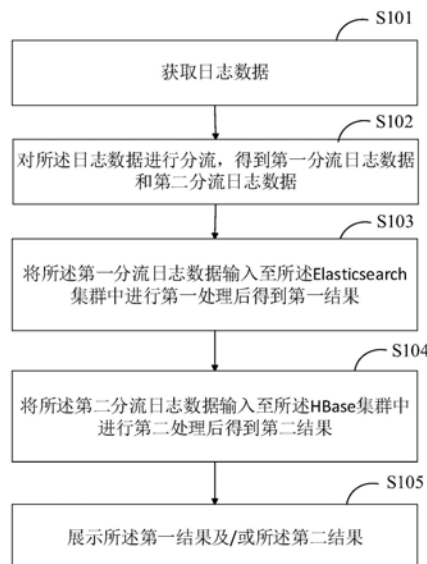 S101
获取日志数据
S102
对所述日志数据进行分流，得到第一分流日志数据
和第二分流日志数据
S103
将所述第一分流日志数据输入至所述Elasticsearch
集群中进行第一处理后得到第一结果
S104
将所述第二分流日志数据输入至所述HBase集群中
进行第二处理后得到第二结果
S105
展示所述第一结果及/或所述第二结果